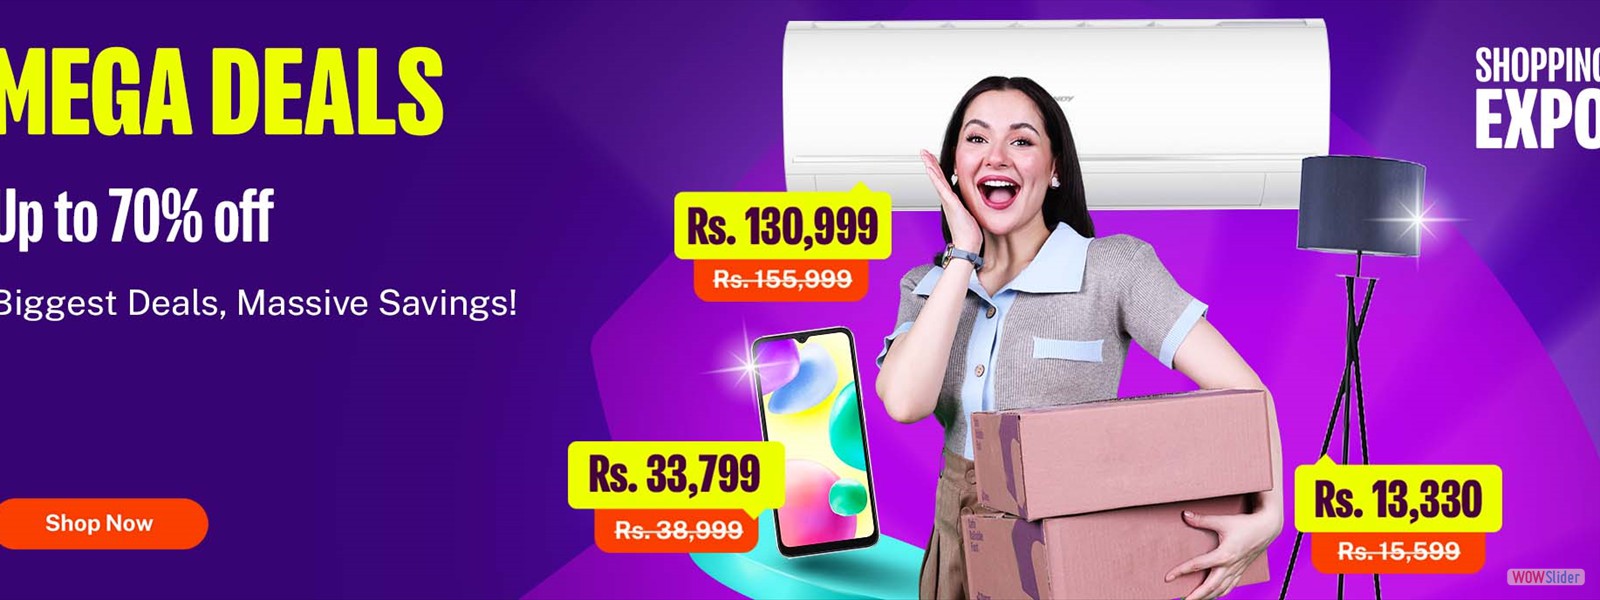 MEGA DEALS
Up to 70% off
Biggest Deals, Massive Savings!
Shop Now
Rs. 130,999
Rs. 155,999
Rs. 33,799
Rs. 38,999
Rs. 13,330
Rs. 15,599
SHOPPING
EXPO
WOWSlider